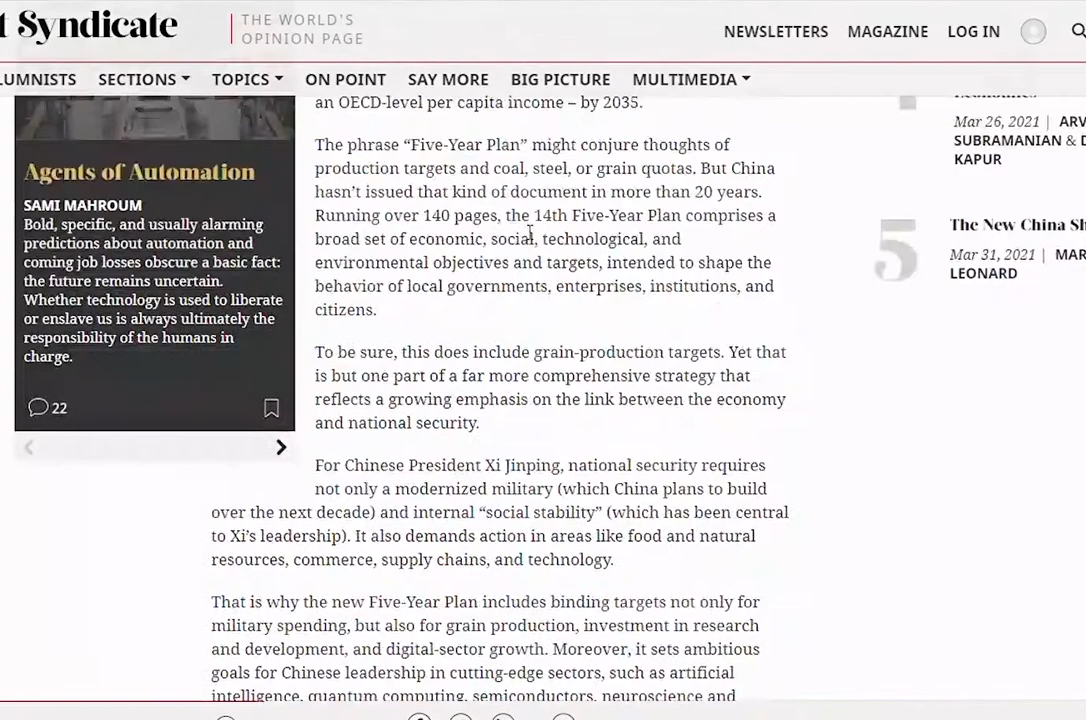 t Syndicate
THE WORLD'S
OPINION PAGE
NEWSLETTERS
MAGAZINE
LOG IN
LUMNISTS
SECTIONS
TOPICS
ON POINT
SAY MORE
BIG PICTURE
MULTIMEDIA
Agents of Automation
SAMI MAHROUM
Bold, specific, and usually alarming
predictions about automation and
coming job losses obscure a basic fact:
the future remains uncertain.
Whether technology is used to liberate
or enslave us is always ultimately the
responsibility of the humans in
charge.
22
an OECD-level per capita income – by 2035.
The phrase “Five-Year Plan” might conjure thoughts of
production targets and coal, steel, or grain quotas. But China
hasn’t issued that kind of document in more than 20 years.
Running over 140 pages, the 14th Five-Year Plan comprises a
broad set of economic, social, technological, and
environmental objectives and targets, intended to shape the
behavior of local governments, enterprises, institutions, and
citizens.
To be sure, this does include grain-production targets. Yet that
is but one part of a far more comprehensive strategy that
reflects a growing emphasis on the link between the economy
and national security.
For Chinese President Xi Jinping, national security requires
not only a modernized military (which China plans to build
over the next decade) and internal “social stability” (which has been central
to Xi’s leadership). It also demands action in areas like food and natural
resources, commerce, supply chains, and technology.
That is why the new Five-Year Plan includes binding targets not only for
military spending, but also for grain production, investment in research
and development, and digital-sector growth. Moreover, it sets ambitious
goals for Chinese leadership in cutting-edge sectors, such as artificial
intelligence, quantum computing, semiconductors, neuroscience and
Mar 26, 2021 | ARV
SUBRAMANIAN & D
KAPUR
5
The New China Sh
Mar 31, 2021 | MAR
LEONARD